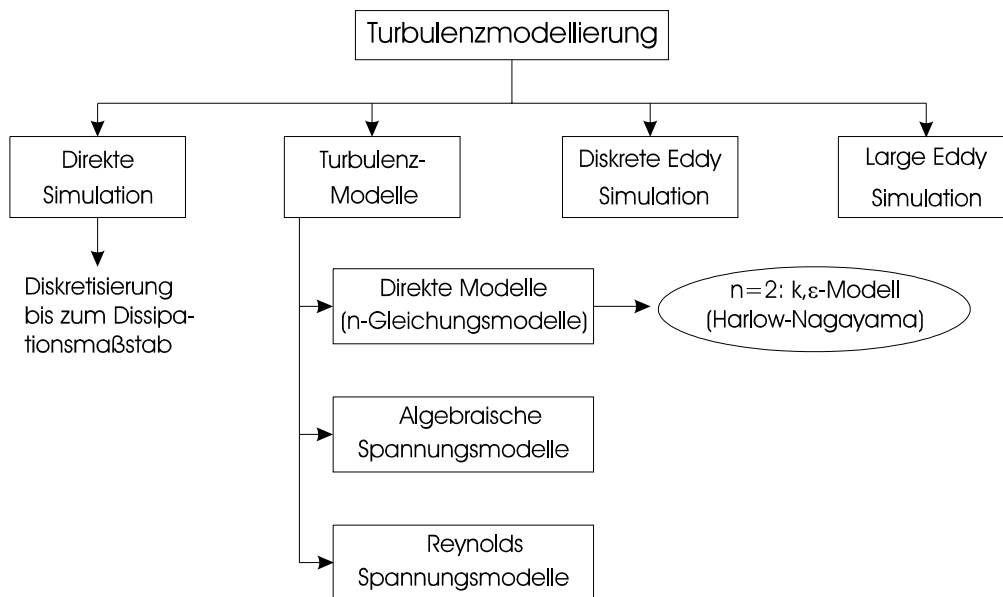 Turbulenzmodellierung
Direkte
Simulation
Turbulenz-
Modelle
Diskrete Eddy
Simulation
Large Eddy
Simulation
Diskretisierung
bis zum Dissipa-
tionsmaßstab
Direkte Modelle
(n-Gleichungsmodelle)
n=2: k,ε-Modell
(Harlow-Nagayama)
Algebraische
Spannungsmodelle
Reynolds
Spannungsmodelle